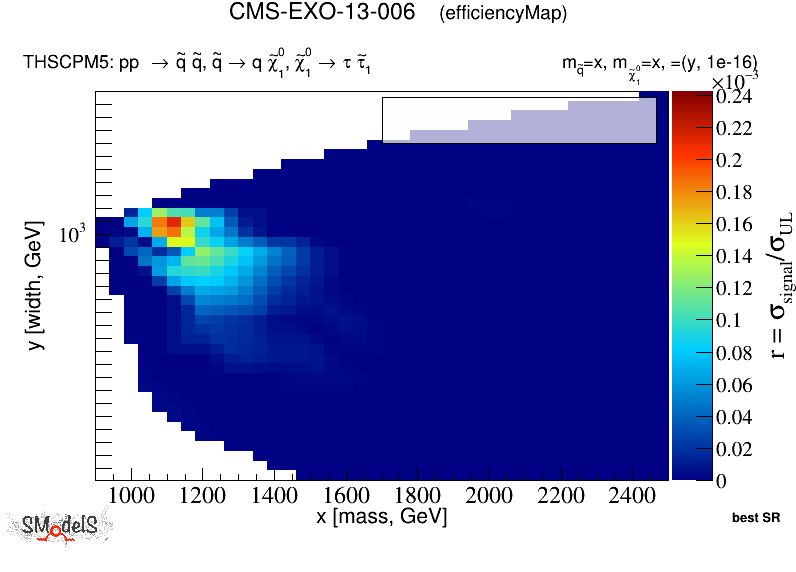 CMS-EXO-13-006 (efficiencyMap)
THSCPM5: pp → q̃ q̃, q̃ → q χ̃₁⁰, χ̃₁⁰ → τ τ̃₁
m_q̃=x, m_χ̃₁⁰=x, =(y, 1e-16)
×10⁻³
0.24
0.22
0.2
0.18
0.16
0.14
0.12
0.1
0.08
0.06
0.04
0.02
0
r = σ_signal/σ_UL
y [width, GeV]
10³
1000 1200 1400 1600 1800 2000 2200 2400
x [mass, GeV]
SModelS
best SR